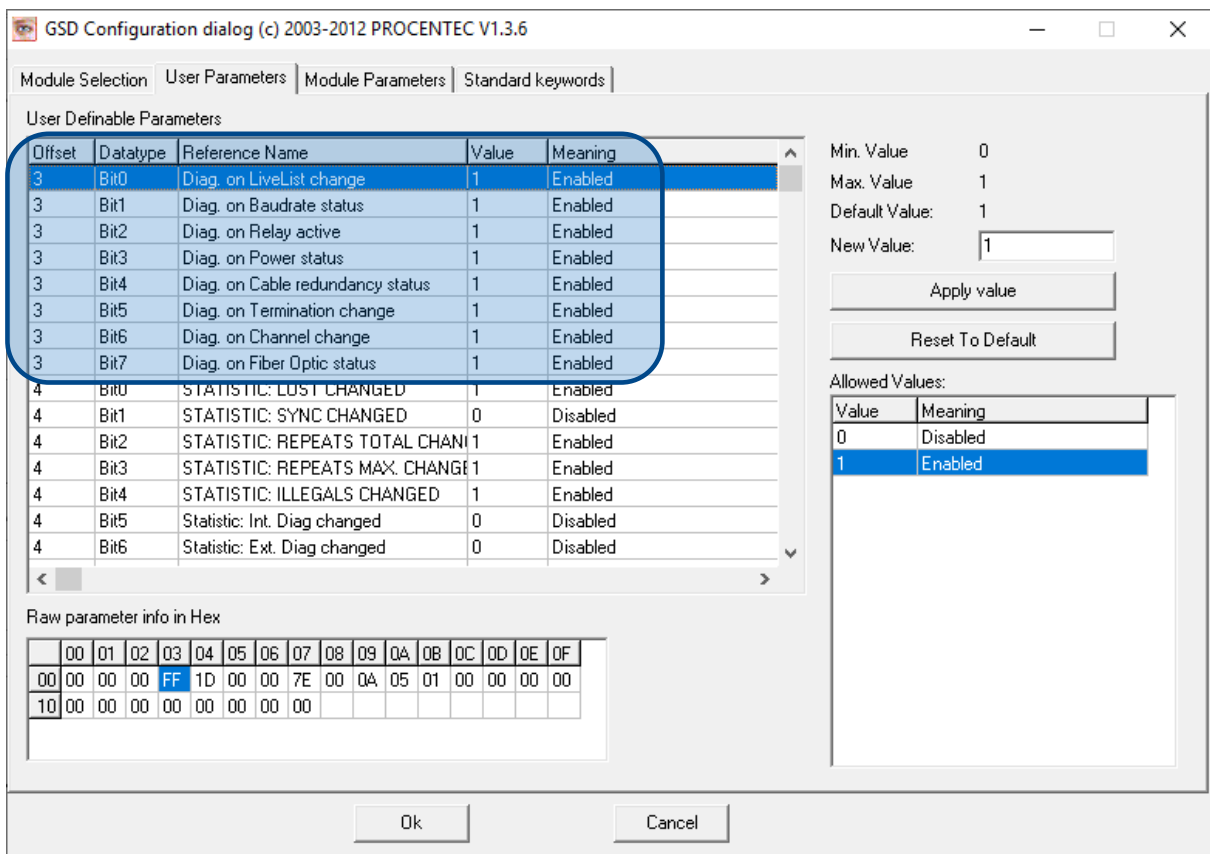 GSD Configuration dialog (c) 2003-2012 PROCENTEC V1.3.6
Module Selection User Parameters Module Parameters Standard keywords
User Definable Parameters
Offset Datatype Reference Name Value Meaning
3 Bit0 Diag. on LiveList change 1 Enabled
3 Bit1 Diag. on Baudrate status 1 Enabled
3 Bit2 Diag. on Relay active 1 Enabled
3 Bit3 Diag. on Power status 1 Enabled
3 Bit4 Diag. on Cable redundancy status 1 Enabled
3 Bit5 Diag. on Termination change 1 Enabled
3 Bit6 Diag. on Channel change 1 Enabled
3 Bit7 Diag. on Fiber Optic status 1 Enabled
4 Bit0 STATISTIC: LOST CHANGED 1 Enabled
4 Bit1 STATISTIC: SYNC CHANGED 0 Disabled
4 Bit2 STATISTIC: REPEATS TOTAL CHAN 1 Enabled
4 Bit3 STATISTIC: REPEATS MAX. CHANGE 1 Enabled
4 Bit4 STATISTIC: ILLEGALS CHANGED 1 Enabled
4 Bit5 Statistic: Int. Diag changed 0 Disabled
4 Bit6 Statistic: Ext. Diag changed 0 Disabled
Min. Value 0
Max. Value 1
Default Value: 1
New Value: 1
Apply value
Reset To Default
Allowed Values:
Value Meaning
0 Disabled
1 Enabled
Raw parameter info in Hex
00 01 02 03 04 05 06 07 08 09 0A 0B 0C 0D 0E 0F
00 00 00 00 FF 1D 00 00 7E 00 0A 05 01 00 00 00 00
10 00 00 00 00 00 00 00 00
Ok Cancel